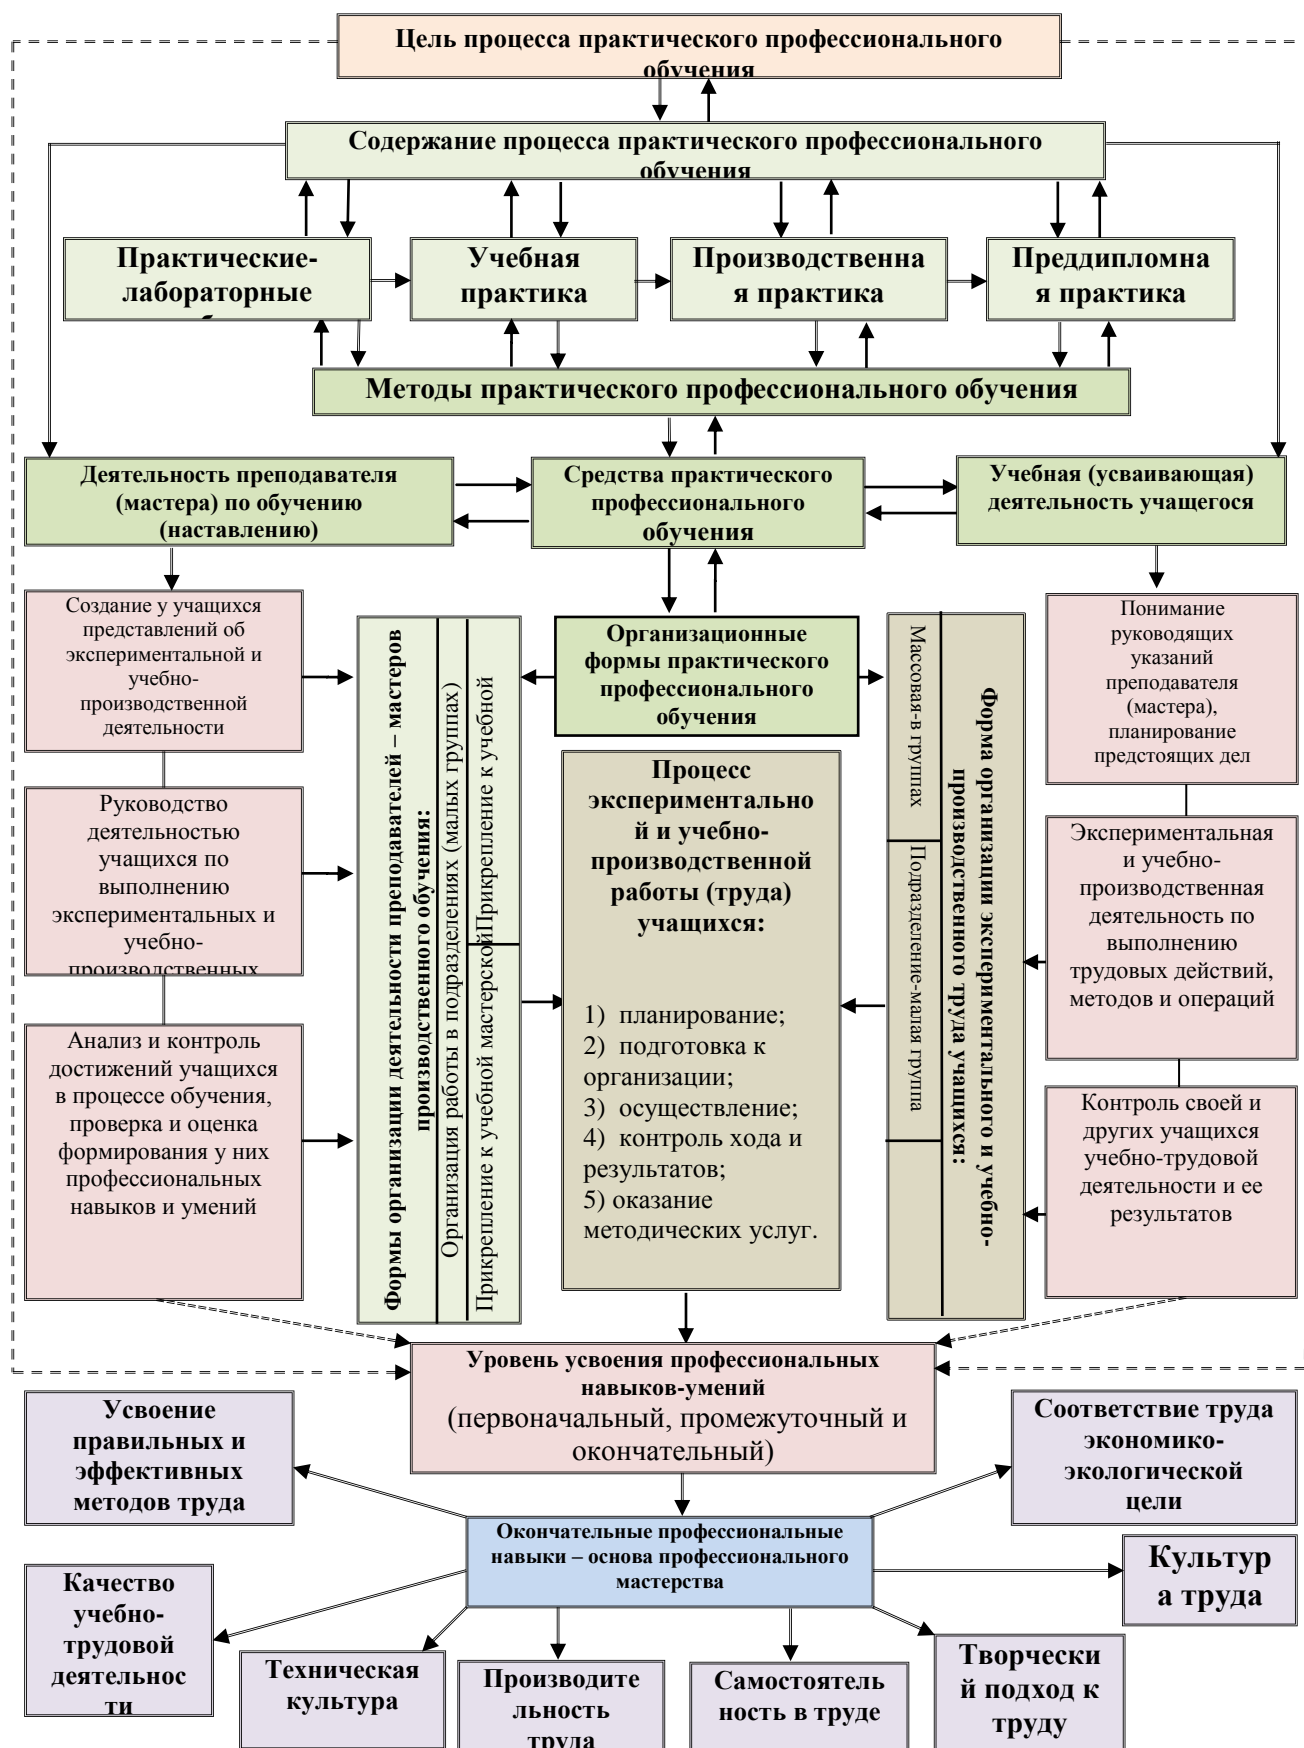 Цель процесса практического профессионального
обучения
Содержание процесса практического профессионального
обучения
Практические-
лабораторные
Учебная
практика
Производственна
я практика
Преддипломна
я практика
Методы практического профессионального обучения
Деятельность преподавателя
(мастера) по обучению
(наставлению)
Средства практического
профессионального
обучения
Учебная (усваивающая)
деятельность учащегося
Создание у учащихся
представлений об
экспериментальной и
учебно-
производственной
деятельности
Руководство
деятельностью
учащихся по
выполнению
экспериментальных и
учебно-
производственных
Анализ и контроль
достижений учащихся
в процессе обучения,
проверка и оценка
формирования у них
профессиональных
навыков и умений
Формы организации деятельности преподавателей – мастеров
производственного обучения:
Организация работы в подразделениях (малых группах)
Прикрепление к учебной мастерской
Прикрепление к учебной
Организационные
формы практического
профессионального
обучения
Процесс
экспериментально
й и учебно-
производственной
работы (труда)
учащихся:
1) планирование;
2) подготовка к
организации;
3) осуществление;
4) контроль хода и
результатов;
5) оказание
методических услуг.
Массовая-в группах
Подразделение-малая группа
Форма организации экспериментального и учебно-
производственного труда учащихся:
Понимание
руководящих
указаний
преподавателя
(мастера),
планирование
предстоящих дел
Экспериментальная
и учебно-
производственная
деятельность по
выполнению
трудовых действий,
методов и операций
Контроль своей и
других учащихся
учебно-трудовой
деятельности и ее
результатов
Уровень усвоения профессиональных
навыков-умений
(первоначальный, промежуточный и
окончательный)
Усвоение
правильных и
эффективных
методов труда
Соответствие труда
экономико-
экологической
цели
Окончательные профессиональные
навыки – основа профессионального
мастерства
Культур
а труда
Качество
учебно-
трудовой
деятельнос
ти
Техническая
культура
Производите
льность
труда
Самостоятель
ность в труде
Творчески
й подход к
труду